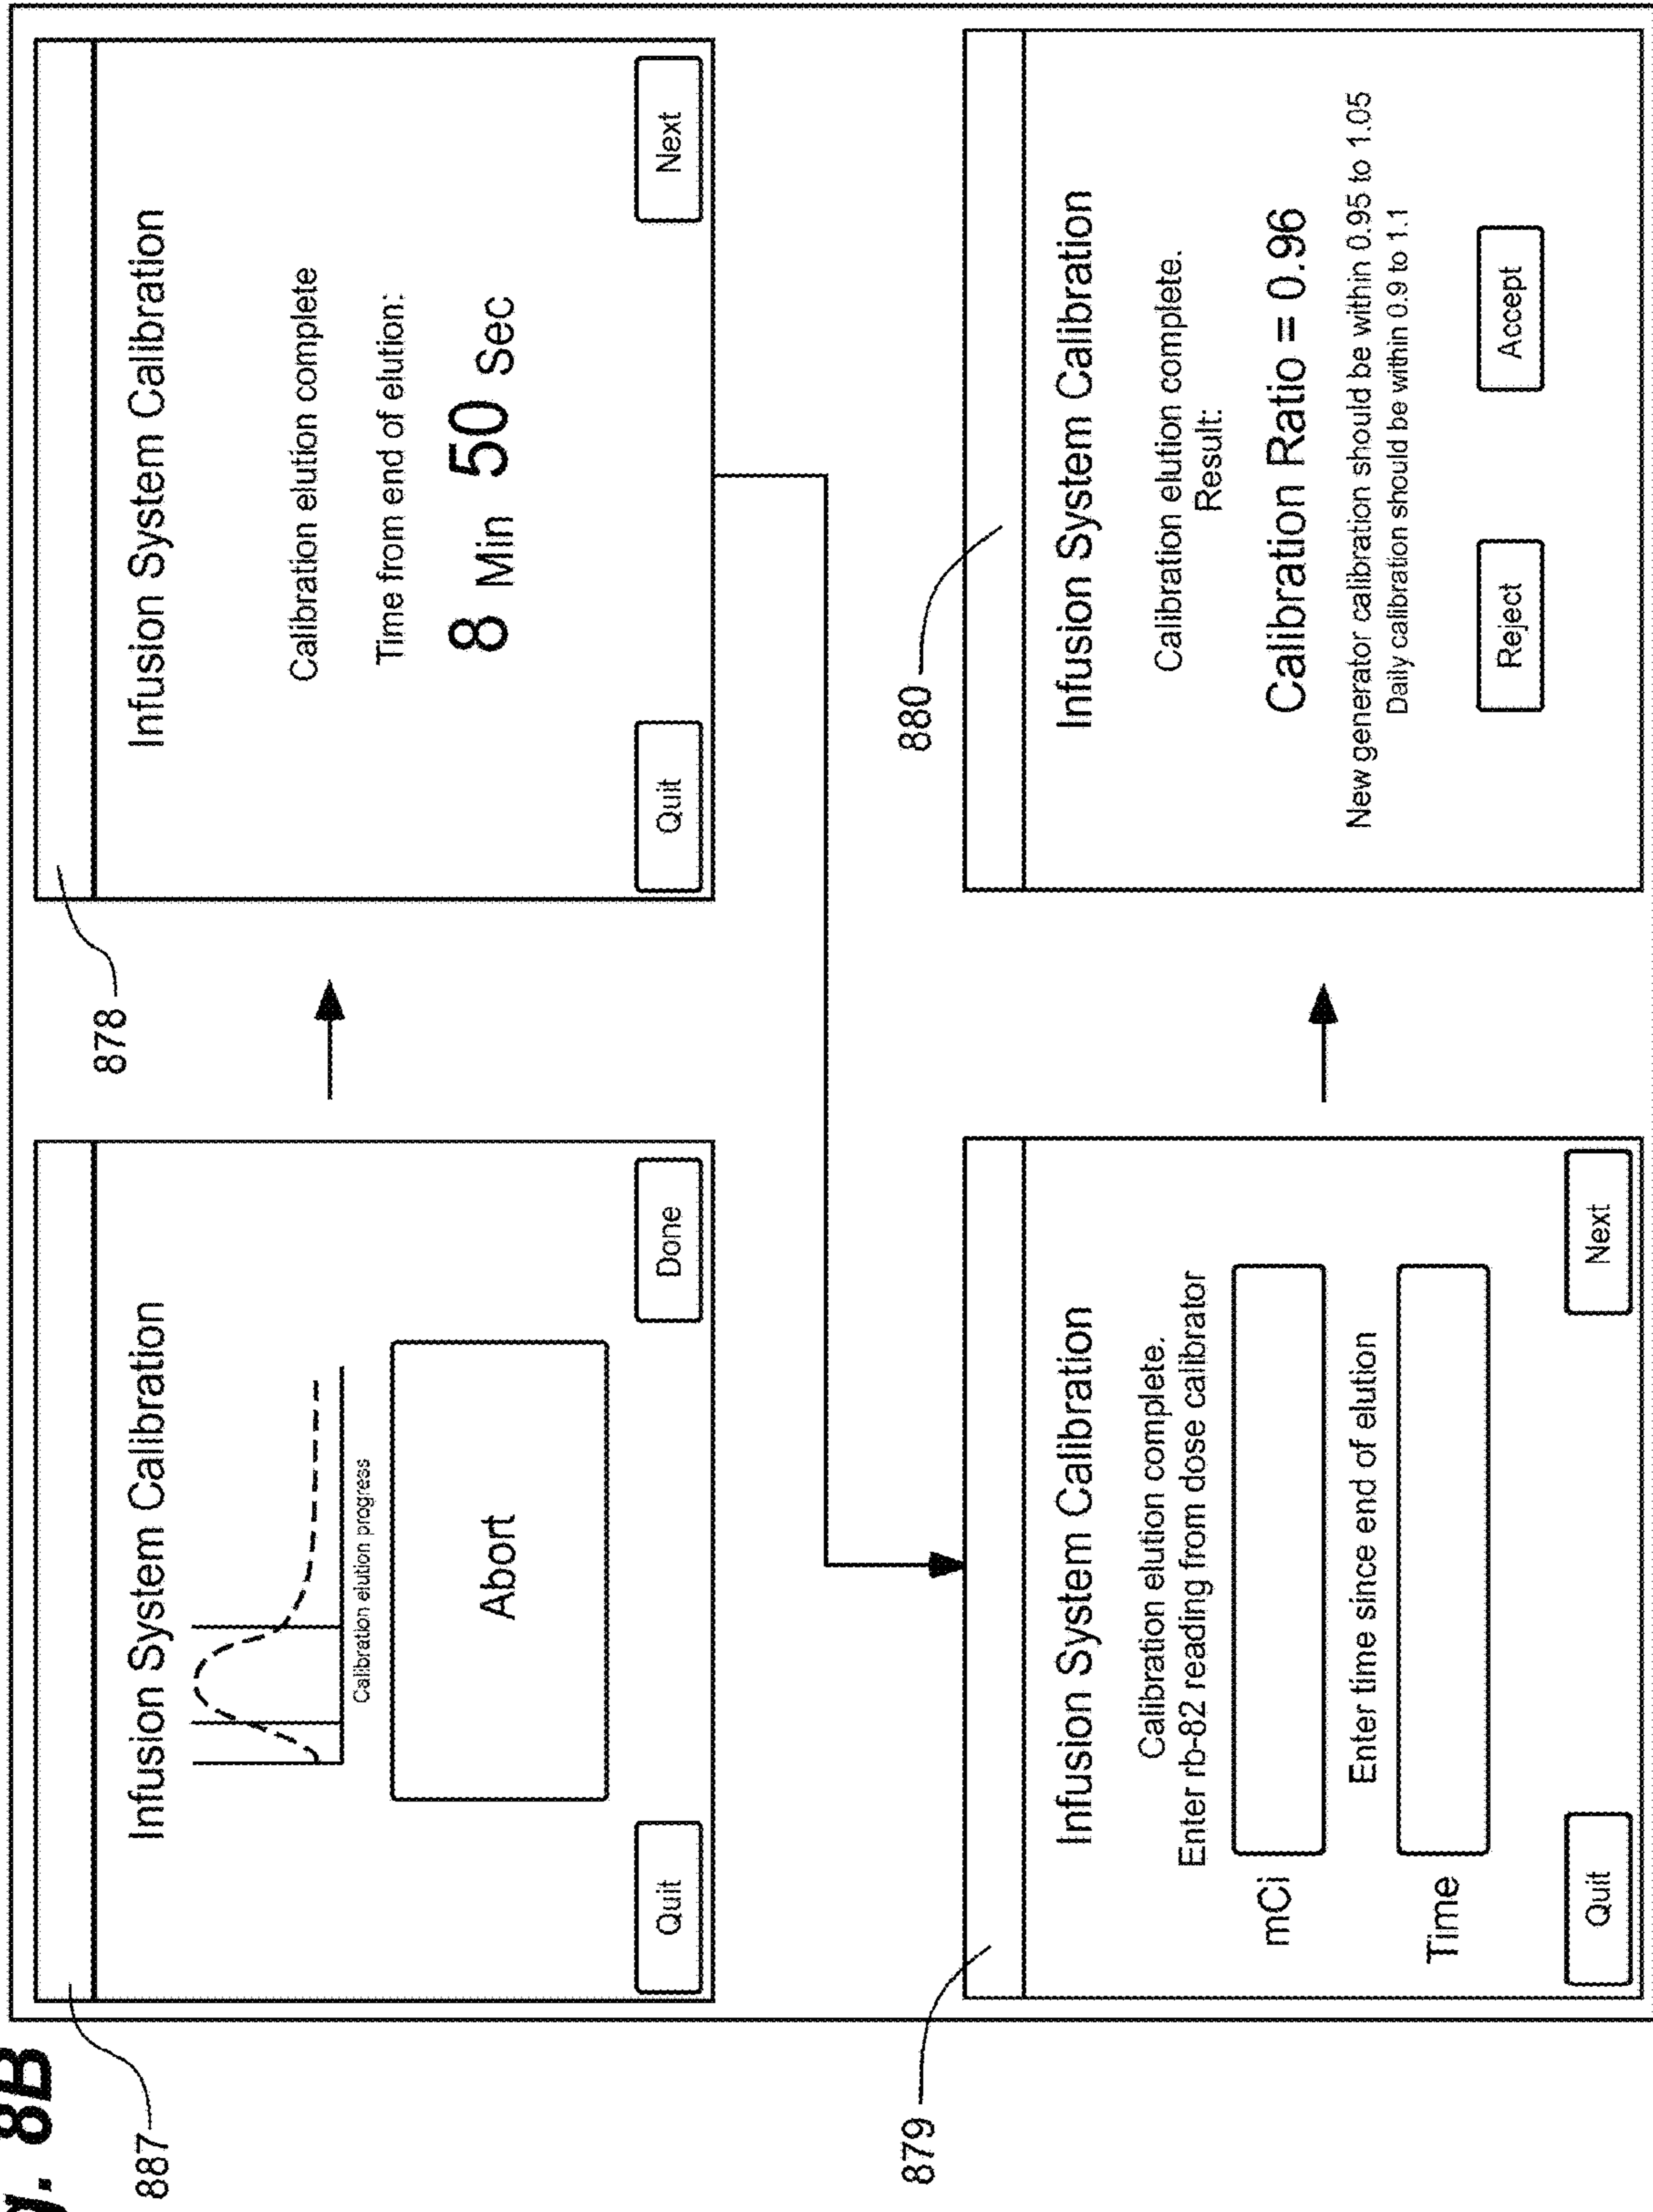 g. 8B
887
Infusion System Calibration
Calibration elution progress
Abort
Quit
Done
878
Infusion System Calibration
Calibration elution complete
Time from end of elution:
8 Min 50 Sec
Quit
Next
879
Infusion System Calibration
Calibration elution complete.
Enter rb-82 reading from dose calibrator
mCi
Enter time since end of elution
Time
Quit
Next
880
Infusion System Calibration
Calibration elution complete.
Result:
Calibration Ratio = 0.96
New generator calibration should be within 0.95 to 1.05
Daily calibration should be within 0.9 to 1.1
Reject
Accept